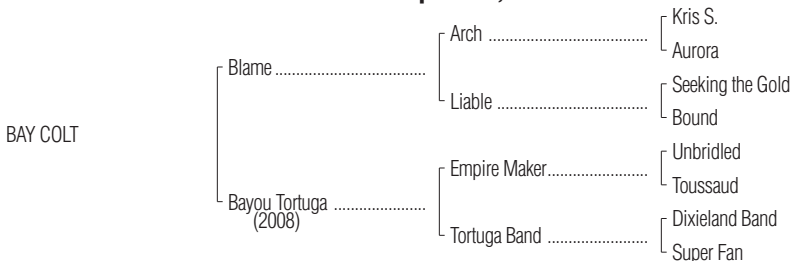 Kris S.
Arch ......................................
Aurora
Blame ....................................
Seeking the Gold
Liable ....................................
Bound
BAY COLT
Unbridled
Empire Maker........................
Toussaud
Bayou Tortuga ......................
(2008)
Dixieland Band
Tortuga Band ........................
Super Fan